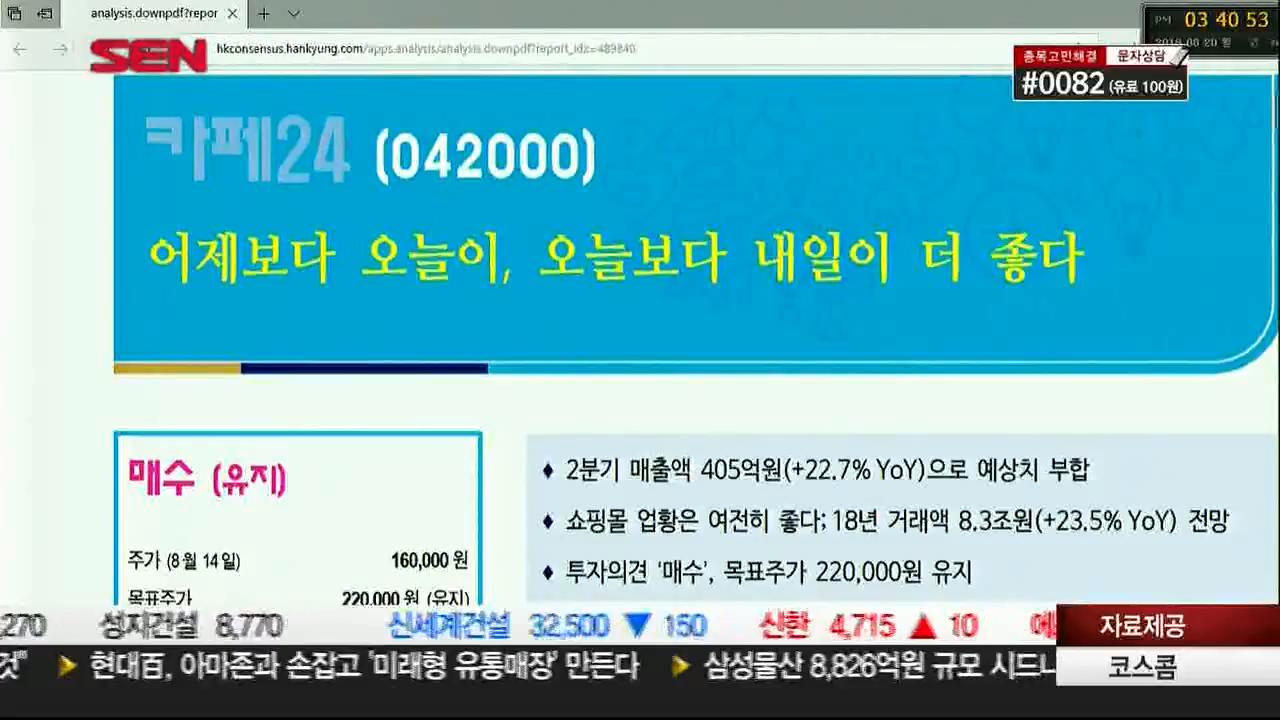 analysis.downpdf?repor
PM 03 40 53
SEN
hkconsensus.hankyung.com/apps.analysis/analysis.downpdf?report_idx=489840
종목고민해결 문자상담
#0082 (유료 100원)
카페24 (042000)
어제보다 오늘이, 오늘보다 내일이 더 좋다
매수 (유지)
주가 (8월 14일) 160,000 원
목표주가 220,000 원 (유지)
♦ 2분기 매출액 405억원(+22.7% YoY)으로 예상치 부합
♦ 쇼핑몰 업황은 여전히 좋다; 18년 거래액 8.3조원(+23.5% YoY) 전망
♦ 투자의견 '매수', 목표주가 220,000원 유지
,270 성지건설 8,770 신세계건설 32,500 ▼ 150 신한 4,715 ▲ 10
자료제공
것" ▶ 현대百, 아마존과 손잡고 '미래형 유통매장' 만든다 ▶ 삼성물산 8,826억원 규모 시드니
코스콤